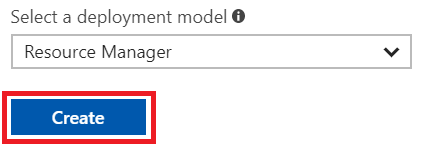 Select a deployment model
Resource Manager
Create